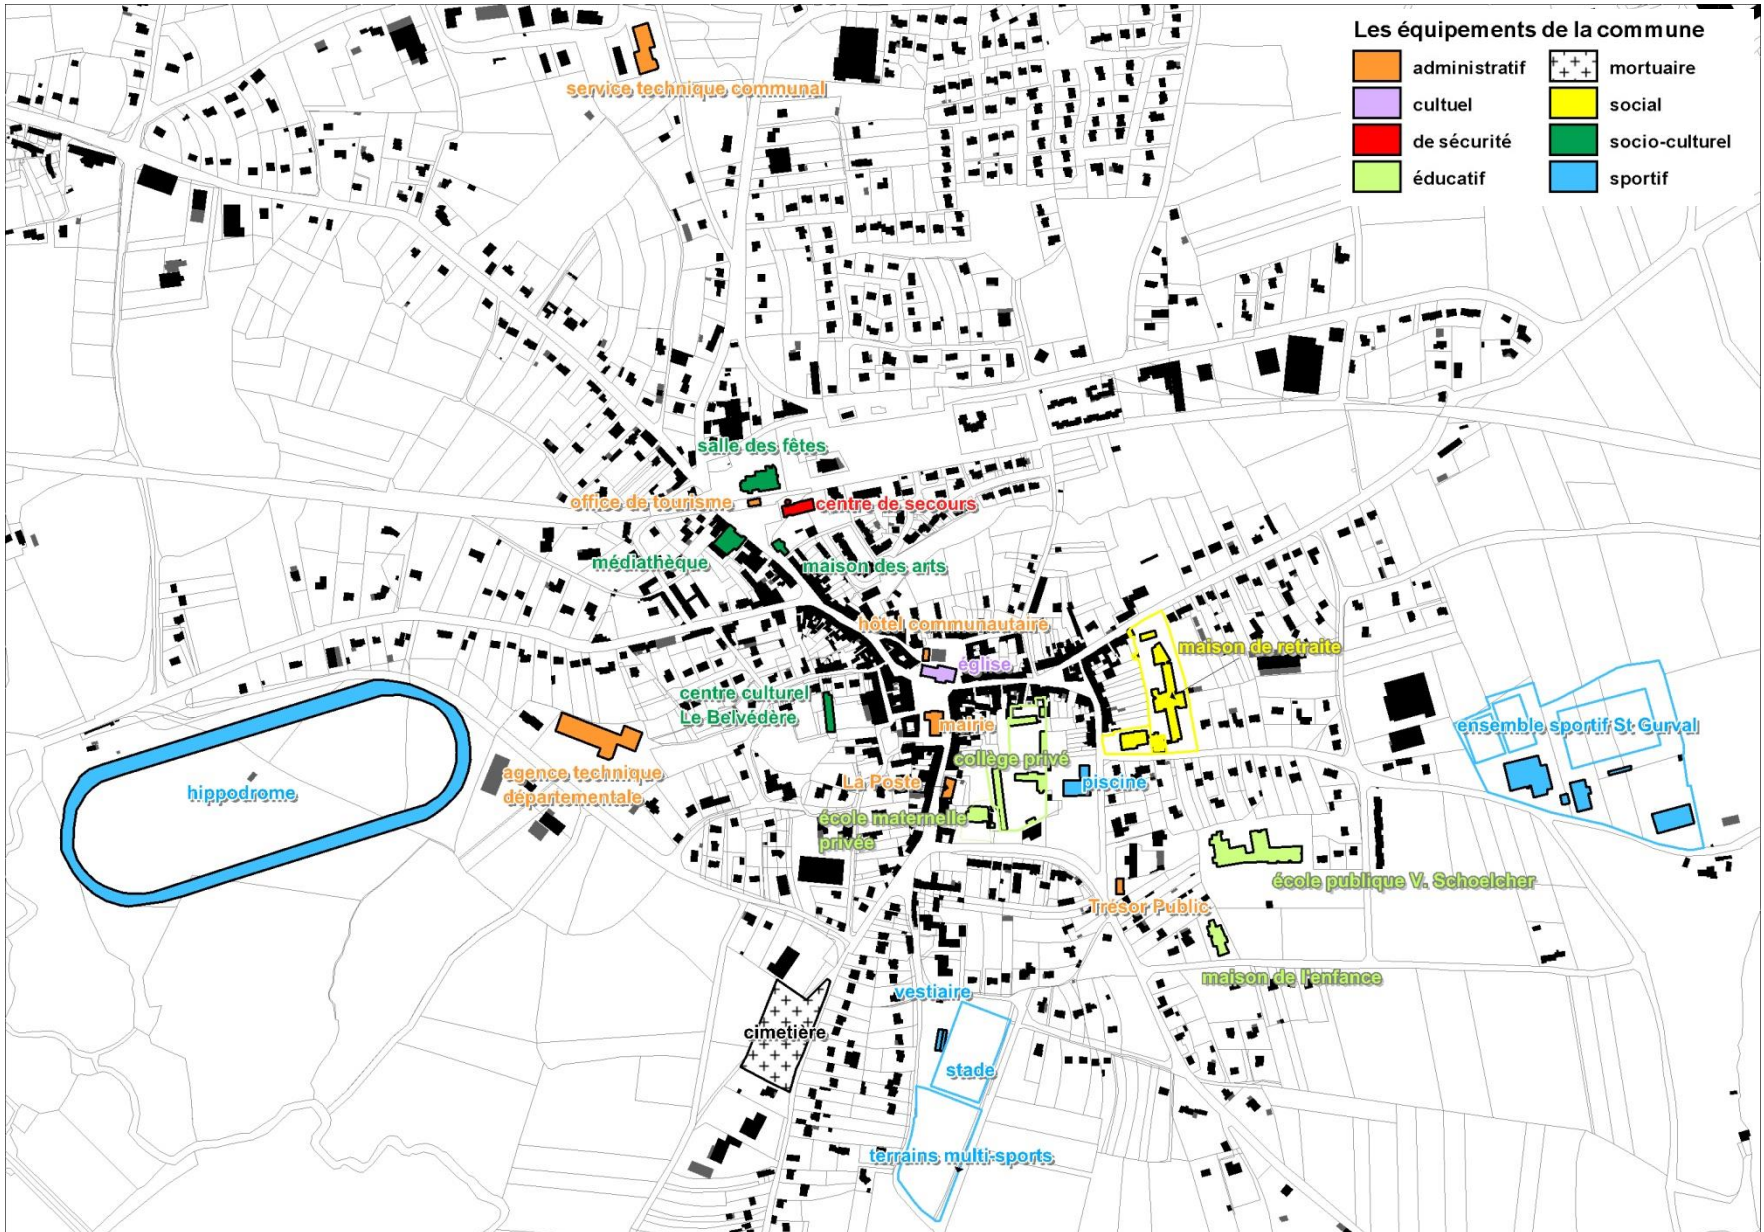 Les équipements de la commune
administratif
mortuaire
cultuel
social
de sécurité
socio-culturel
éducatif
sportif
service technique communal
salle des fêtes
office de tourisme
centre de secours
médiathèque
maison des arts
hôtel communautaire
église
maison de retraite
centre culturel
Le Belvédère
mairie
ensemble sportif St Gurval
collège privé
agence technique
départementale
La Poste
piscine
hippodrome
école maternelle
privée
école publique V. Schoelcher
Trésor Public
maison de l'enfance
vestiaire
cimetière
stade
terrains multi-sports